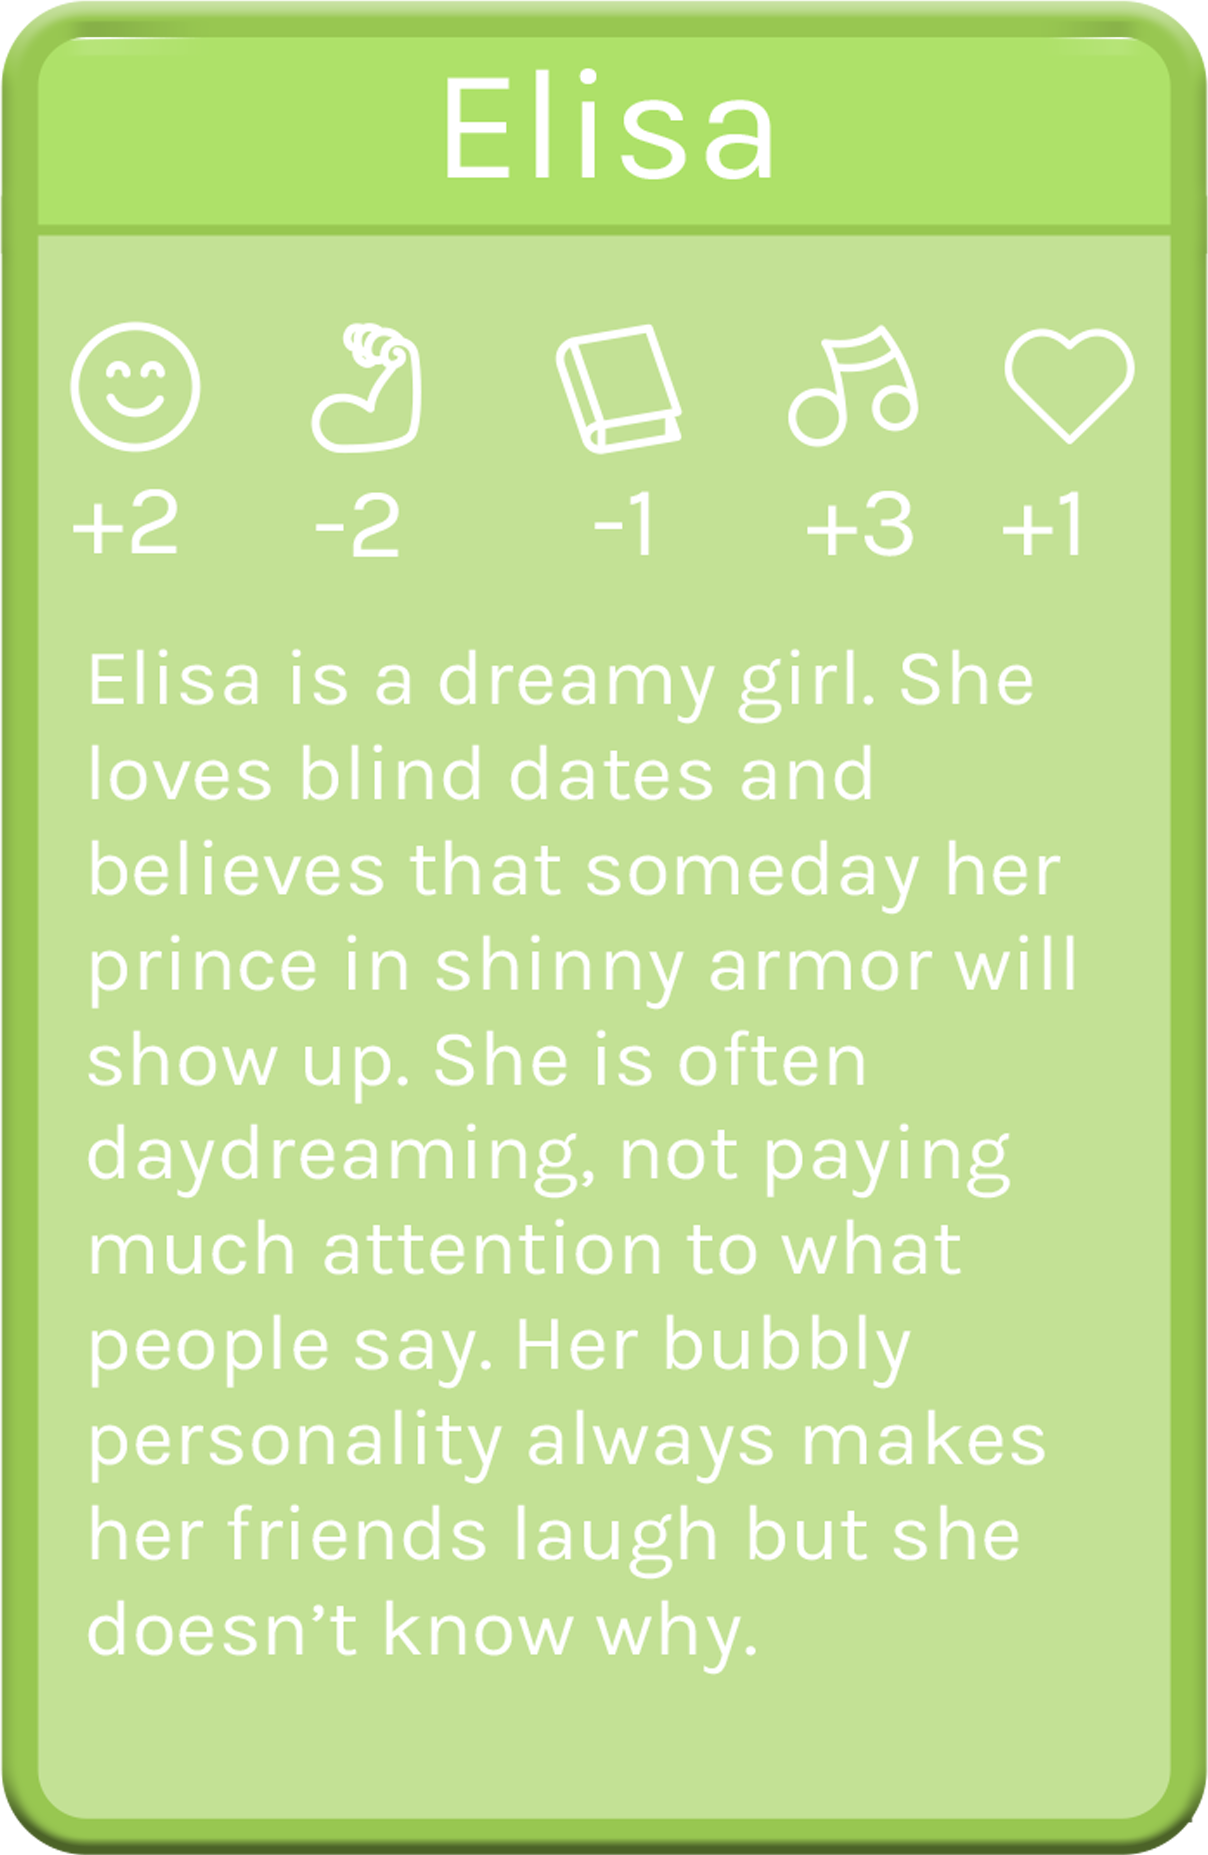 Elisa
+2 -2 -1 +3 +1
Elisa is a dreamy girl. She
loves blind dates and
believes that someday her
prince in shinny armor will
show up. She is often
daydreaming, not paying
much attention to what
people say. Her bubbly
personality always makes
her friends laugh but she
doesn’t know why.